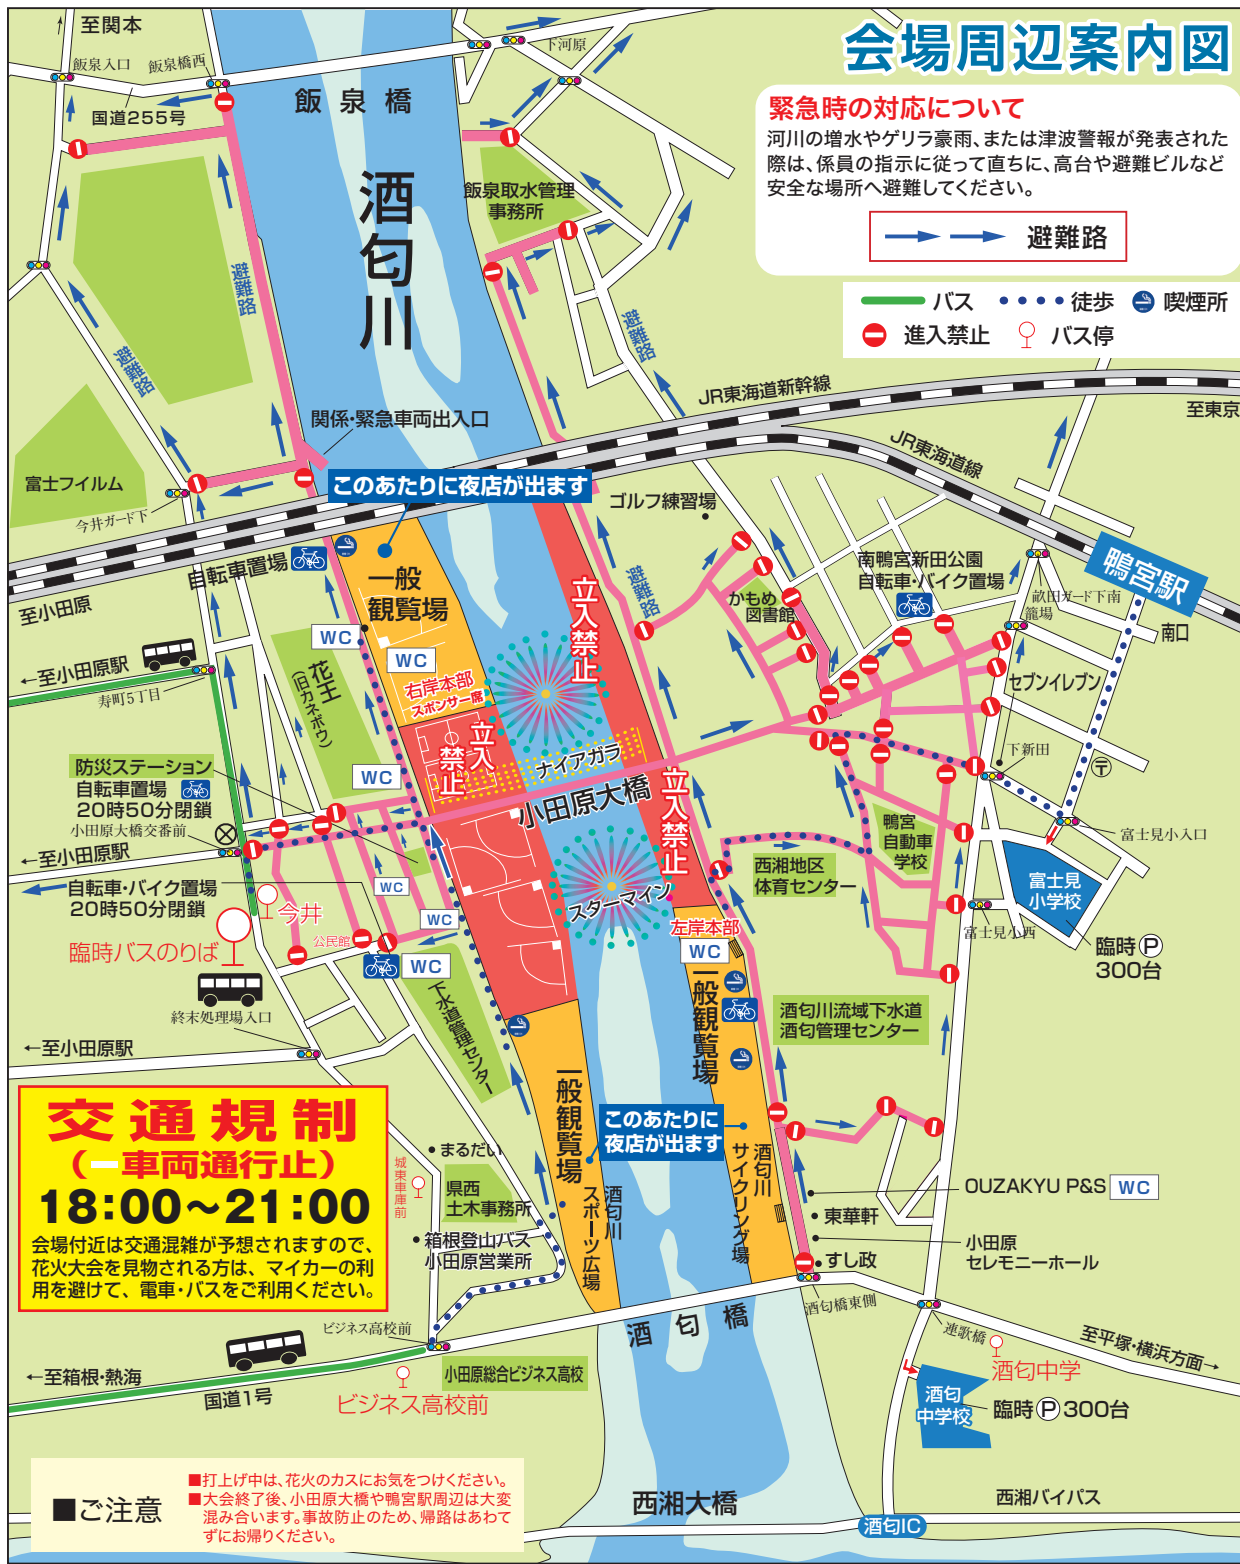 会場周辺案内図
緊急時の対応について
河川の増水やゲリラ豪雨、または津波警報が発表された
際は、係員の指示に従って直ちに、高台や避難ビルなど
安全な場所へ避難してください。
避難路
バス
徒歩
喫煙所
進入禁止
バス停
↑至関本
飯泉入口
飯泉橋西
国道255号
飯泉橋
下河原
酒匂川
飯泉取水管理
事務所
避難路
避難路
避難路
関係・緊急車両出入口
JR東海道新幹線
至東京
JR東海道線
富士フイルム
今井ガード下
このあたりに夜店が出ます
ゴルフ練習場
自転車置場
至小田原
一般
観覧場
立入禁止
避難路
かもめ
図書館
南鴨宮新田公園
自転車・バイク置場
鴨宮駅
畝田ガード下南
籠場
南口
WC
WC
←至小田原駅
寿町5丁目
花王
(旧カネボウ)
右岸本部
スポンサー席
立入
禁止
セブンイレブン
ナイアガラ
小田原大橋
立入禁止
下新田
〒
WC
防災ステーション
自転車置場
20時50分閉鎖
小田原大橋交番前
←至小田原駅
自転車・バイク置場
20時50分閉鎖
WC
WC
今井
公民館
臨時バスのりば
WC
スターマイン
西湘地区
体育センター
鴨宮
自動車
学校
富士見小入口
富士見
小学校
富士見小西
臨時P
300台
左岸本部
WC
一般観覧場
酒匂川流域下水道
酒匂管理センター
下水道管理センター
終末処理場入口
←至小田原駅
交通規制
(ー車両通行止)
18:00〜21:00
会場付近は交通混雑が予想されますので、
花火大会を見物される方は、マイカーの利
用を避けて、電車・バスをご利用ください。
一般観覧場
このあたりに
夜店が出ます
酒匂川
スポーツ広場
酒匂川
サイクリング場
まるだい
城東車庫前
県西
土木事務所
箱根登山バス
小田原営業所
OUZAKYU P&S
WC
東華軒
小田原
セレモニーホール
すし政
酒匂橋東側
酒匂橋
ビジネス高校前
←至箱根・熱海
国道1号
小田原総合ビジネス高校
ビジネス高校前
連歌橋
酒匂中学
至平塚・横浜方面→
酒匂
中学校
臨時P300台
■ご注意
■打上げ中は、花火のカスにお気をつけください。
■大会終了後、小田原大橋や鴨宮駅周辺は大変
混み合います。事故防止のため、帰路はあわて
ずにお帰りください。
西湘大橋
西湘バイパス
酒匂IC